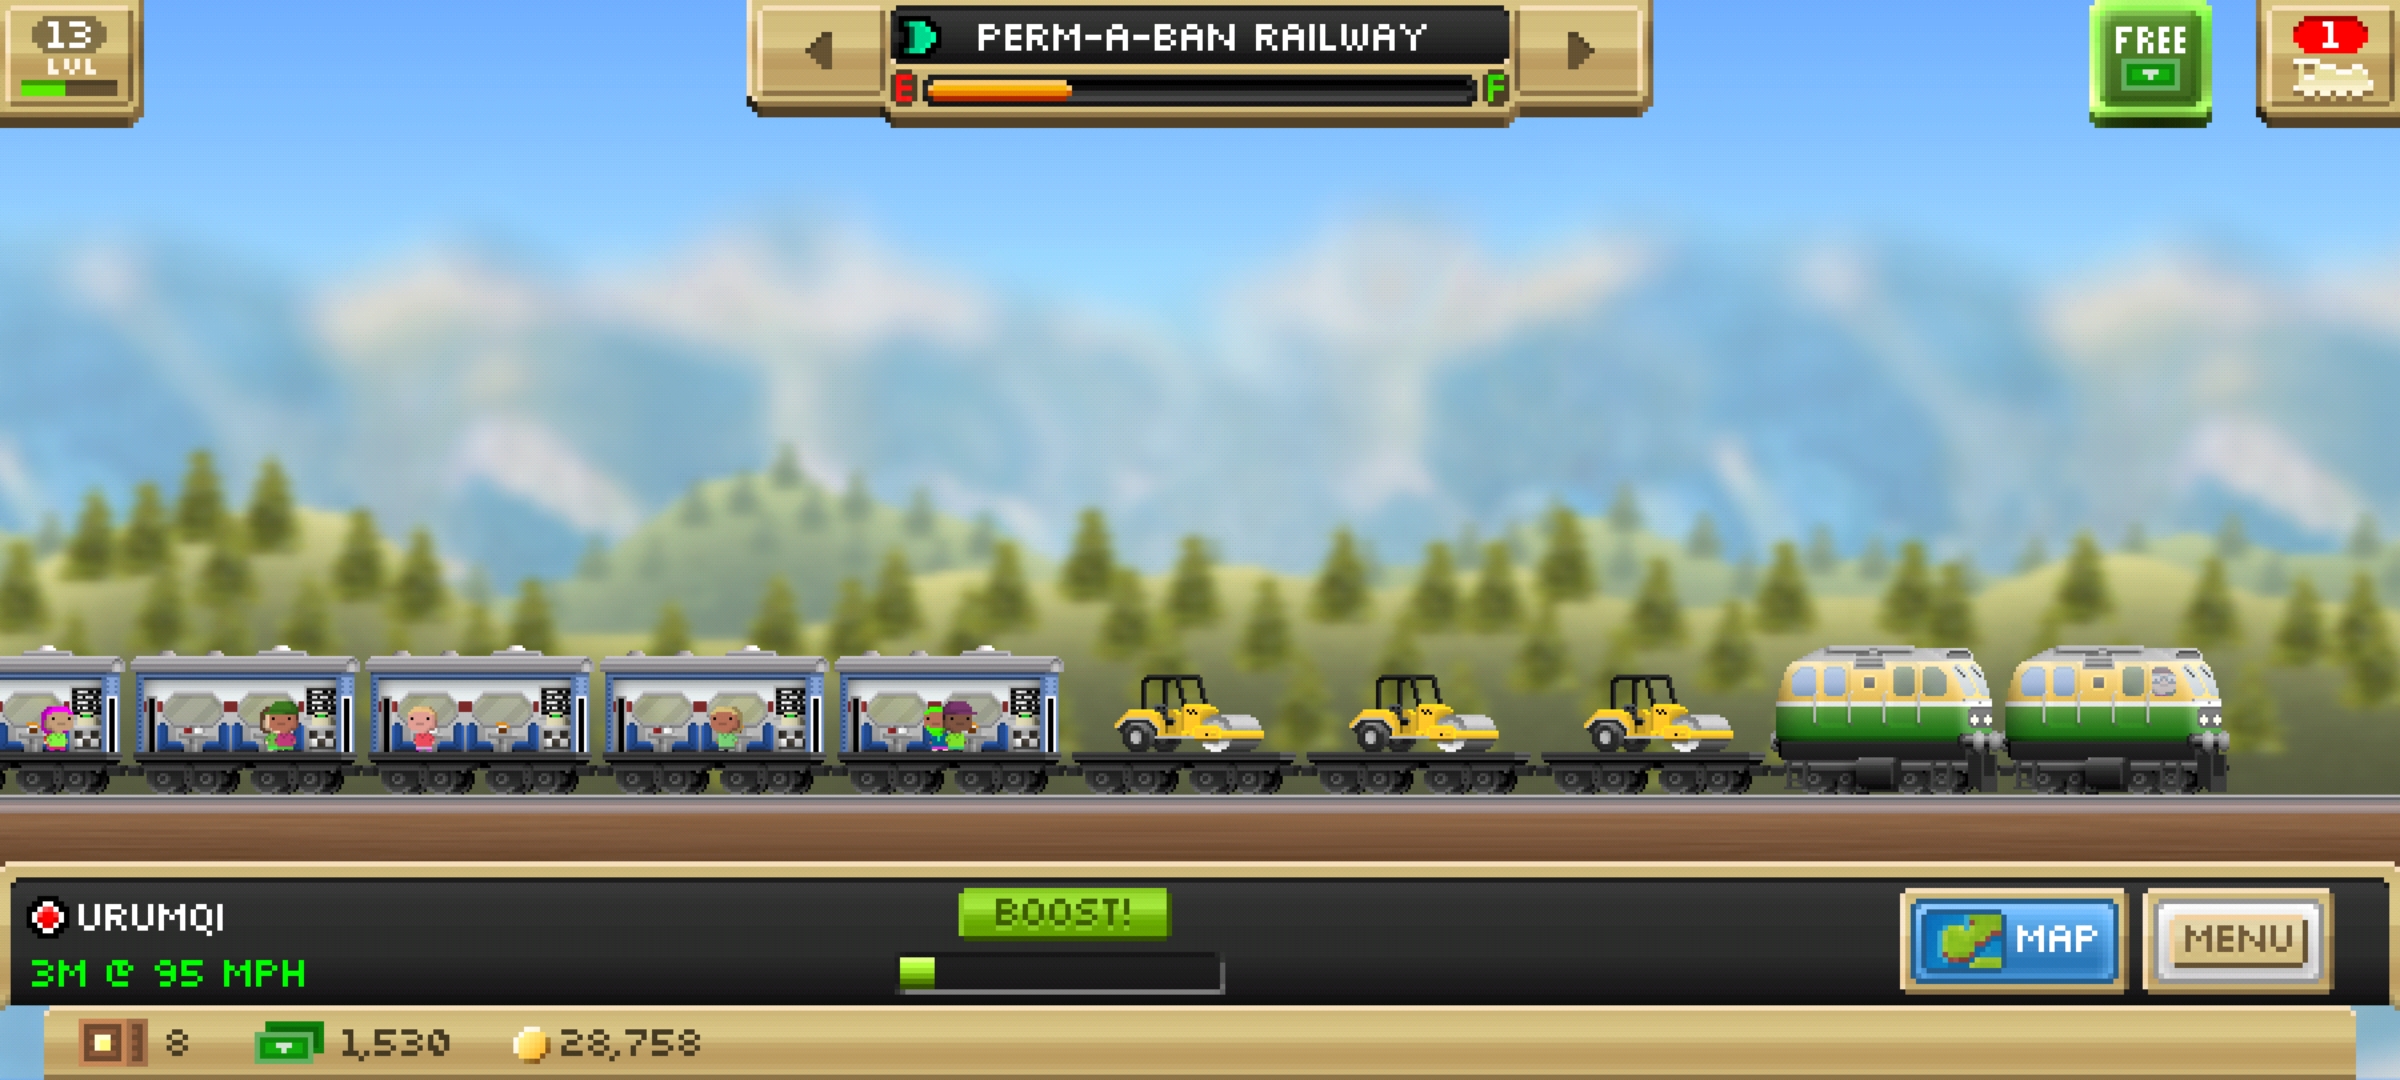 13
LVL
PERM-A-BAN RAILWAY
E F
FREE
1
URUMQI
BOOST!
3M @ 95 MPH
MAP
MENU
8 1,530 28,758